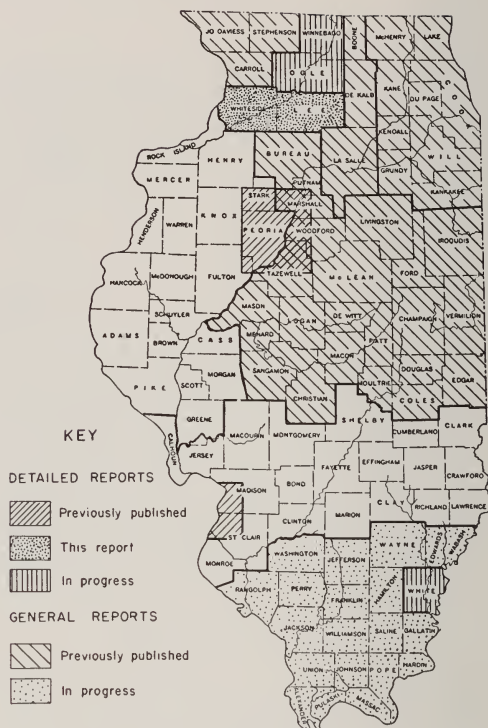 JO DAVIESS STEPHENSON WINNEBAGO BOONE McHENRY LAKE
CARROLL OGLE DE KALB KANE COOK
DU PAGE
WHITESIDE LEE KENDALL WILL
ROCK ISLAND HENRY BUREAU LA SALLE GRUNDY
MERCER PUTNAM KANKAKEE
STARK MARSHALL
HENDERSON WARREN KNOX PEORIA WOODFORD LIVINGSTON IROQUOIS
TAZEWELL McLEAN FORD
HANCOCK McDONOUGH FULTON MASON
SCHUYLER LOGAN DE WITT CHAMPAIGN VERMILION
ADAMS BROWN CASS MENARD PIATT
MACON
MORGAN SANGAMON DOUGLAS
PIKE SCOTT MOULTRIE EDGAR
CHRISTIAN COLES
GREENE SHELBY CLARK
CALHOUN MACOUPIN MONTGOMERY CUMBERLAND
JERSEY
FAYETTE EFFINGHAM JASPER CRAWFORD
MADISON BOND
CLAY RICHLAND LAWRENCE
CLINTON MARION
ST CLAIR WAYNE EDWARDS WABASH
MONROE WASHINGTON JEFFERSON
RANDOLPH PERRY HAMILTON WHITE
FRANKLIN
JACKSON WILLIAMSON SALINE GALLATIN
UNION JOHNSON POPE HARDIN
PULASKI MASSAC
KEY
DETAILED REPORTS
Previously published
This report
In progress
GENERAL REPORTS
Previously published
In progress